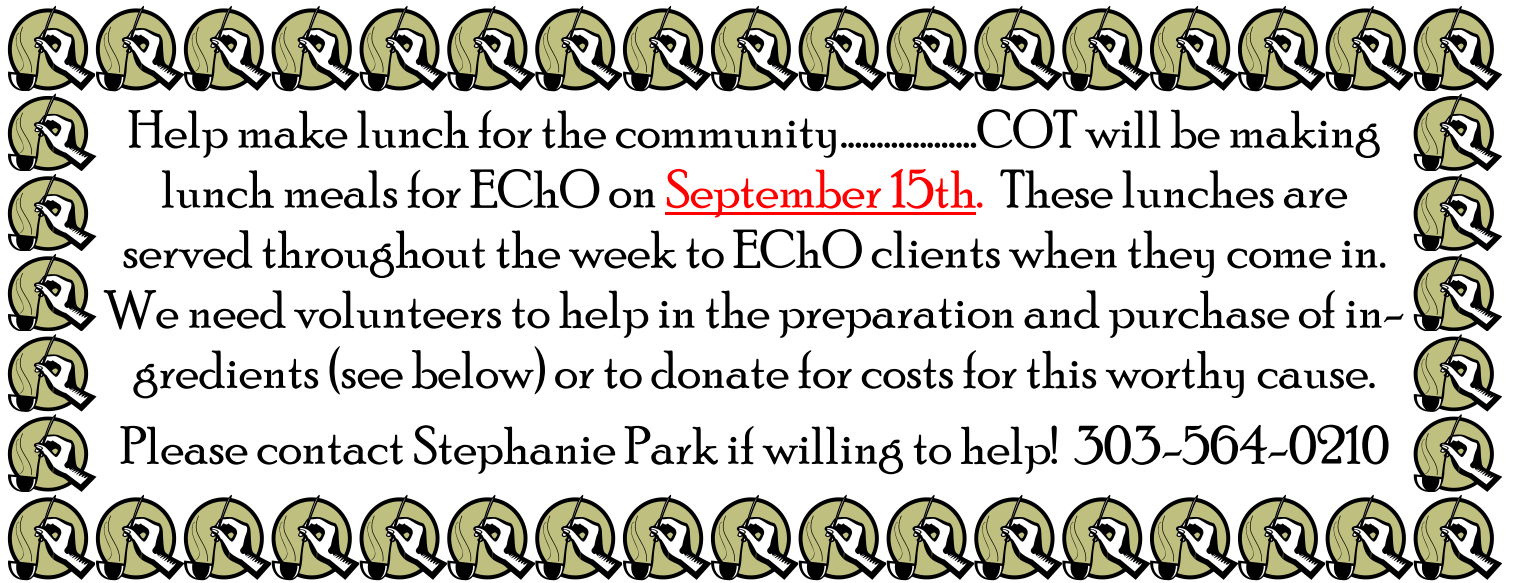 Help make lunch for the community...................COT will be making
lunch meals for EChO on September 15th. These lunches are
served throughout the week to EChO clients when they come in.
We need volunteers to help in the preparation and purchase of in-
gredients (see below) or to donate for costs for this worthy cause.
Please contact Stephanie Park if willing to help! 303-564-0210